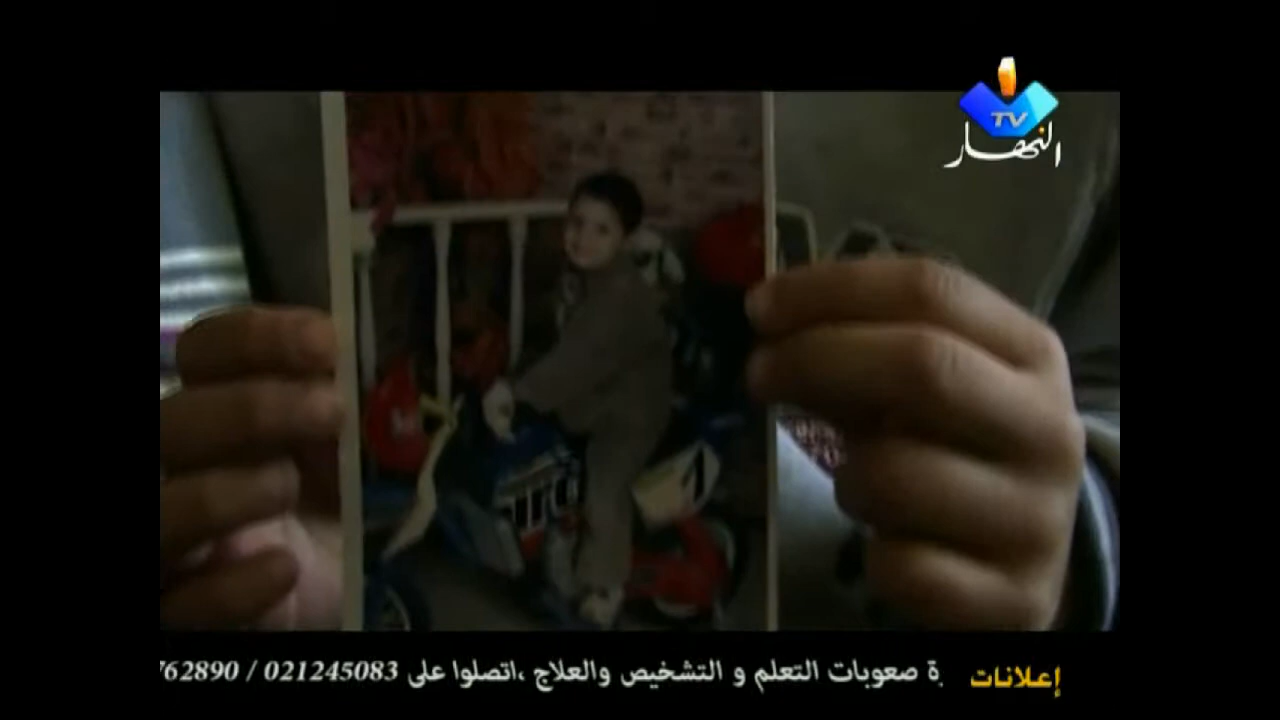 TV
النهار
إعلانات
صعوبات التعلم و التشخيص والعلاج ،اتصلوا على 021245083 / 762890